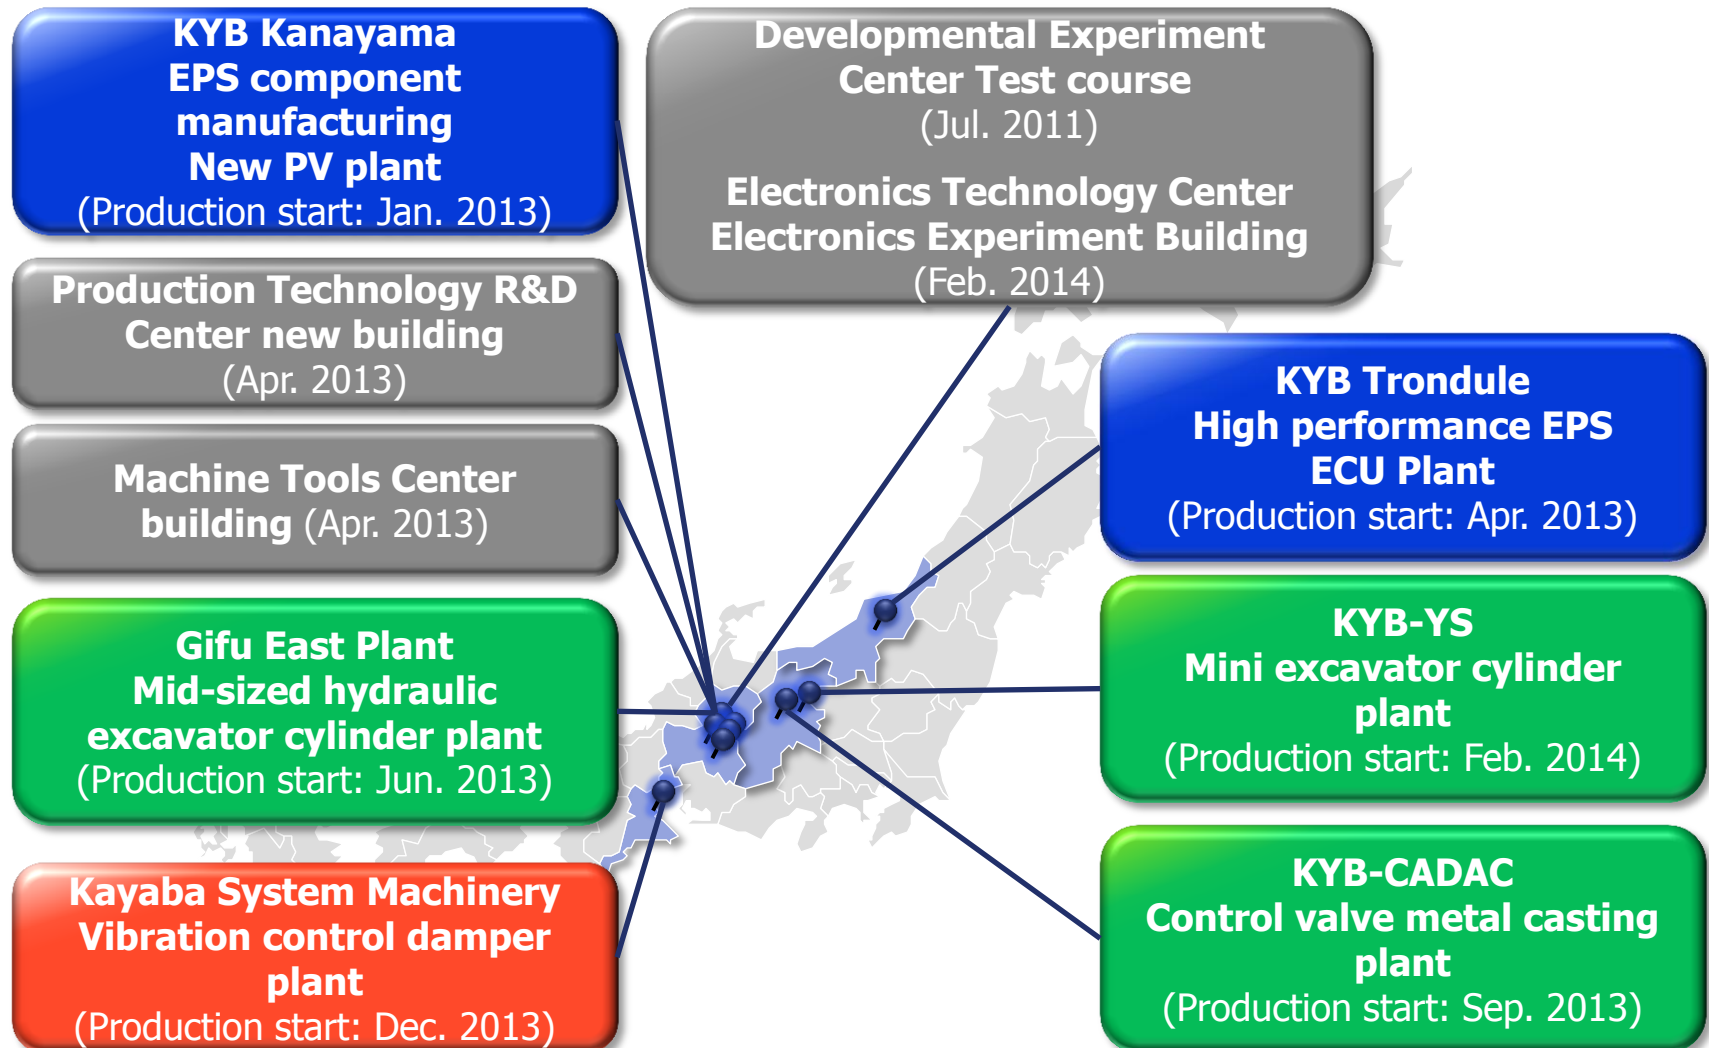 KYB Kanayama
EPS component
manufacturing
New PV plant
(Production start: Jan. 2013)
Developmental Experiment
Center Test course
(Jul. 2011)
Electronics Technology Center
Electronics Experiment Building
(Feb. 2014)
Production Technology R&D
Center new building
(Apr. 2013)
Machine Tools Center
building (Apr. 2013)
KYB Trondule
High performance EPS
ECU Plant
(Production start: Apr. 2013)
Gifu East Plant
Mid-sized hydraulic
excavator cylinder plant
(Production start: Jun. 2013)
KYB-YS
Mini excavator cylinder
plant
(Production start: Feb. 2014)
Kayaba System Machinery
Vibration control damper
plant
(Production start: Dec. 2013)
KYB-CADAC
Control valve metal casting
plant
(Production start: Sep. 2013)